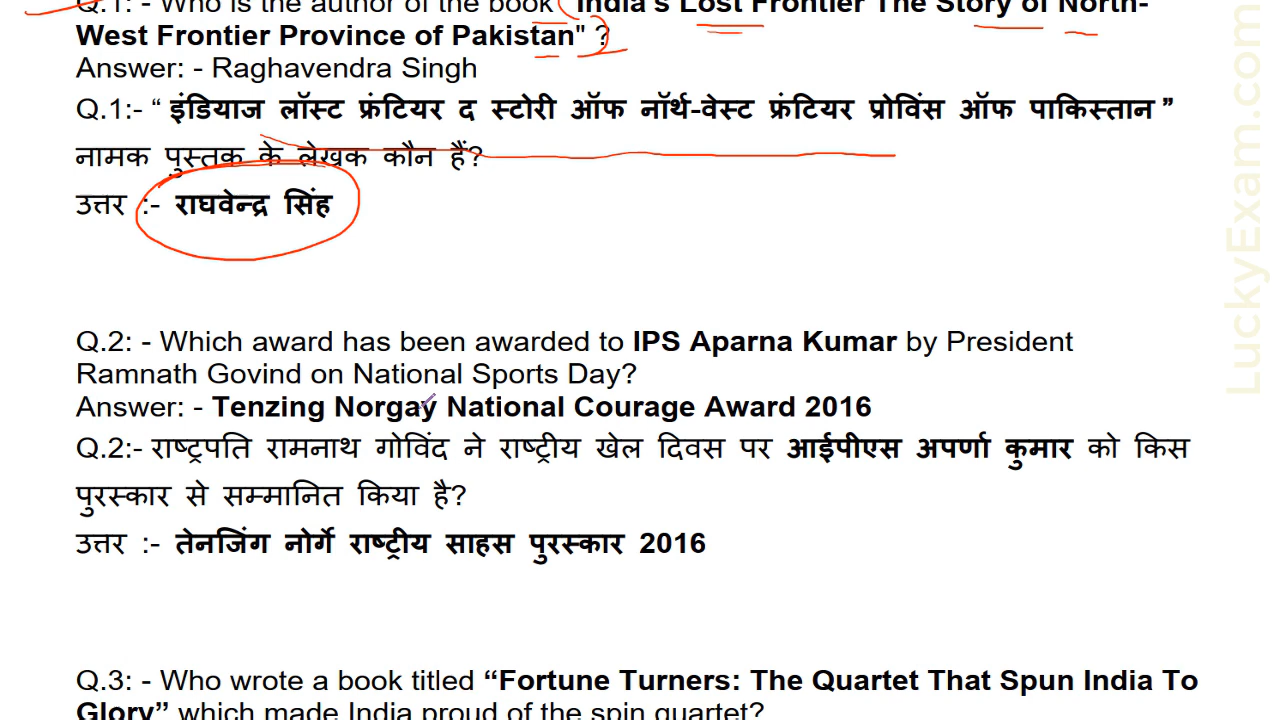 Q.1: - Who is the author of the book "India's Lost Frontier The Story of North-
West Frontier Province of Pakistan" ?
Answer: - Raghavendra Singh
Q.1:- “ इंडियाज लॉस्ट फ्रंटियर द स्टोरी ऑफ नॉर्थ-वेस्ट फ्रंटियर प्रोविंस ऑफ पाकिस्तान ”
नामक पुस्तक के लेखक कौन हैं?
उत्तर :- राघवेन्द्र सिंह
Q.2: - Which award has been awarded to IPS Aparna Kumar by President
Ramnath Govind on National Sports Day?
Answer: - Tenzing Norgay National Courage Award 2016
Q.2:- राष्ट्रपति रामनाथ गोविंद ने राष्ट्रीय खेल दिवस पर आईपीएस अपर्णा कुमार को किस
पुरस्कार से सम्मानित किया है?
उत्तर :- तेनजिंग नोर्गे राष्ट्रीय साहस पुरस्कार 2016
Q.3: - Who wrote a book titled “Fortune Turners: The Quartet That Spun India To
Glory” which made India proud of the spin quartet?
LuckyExam.com